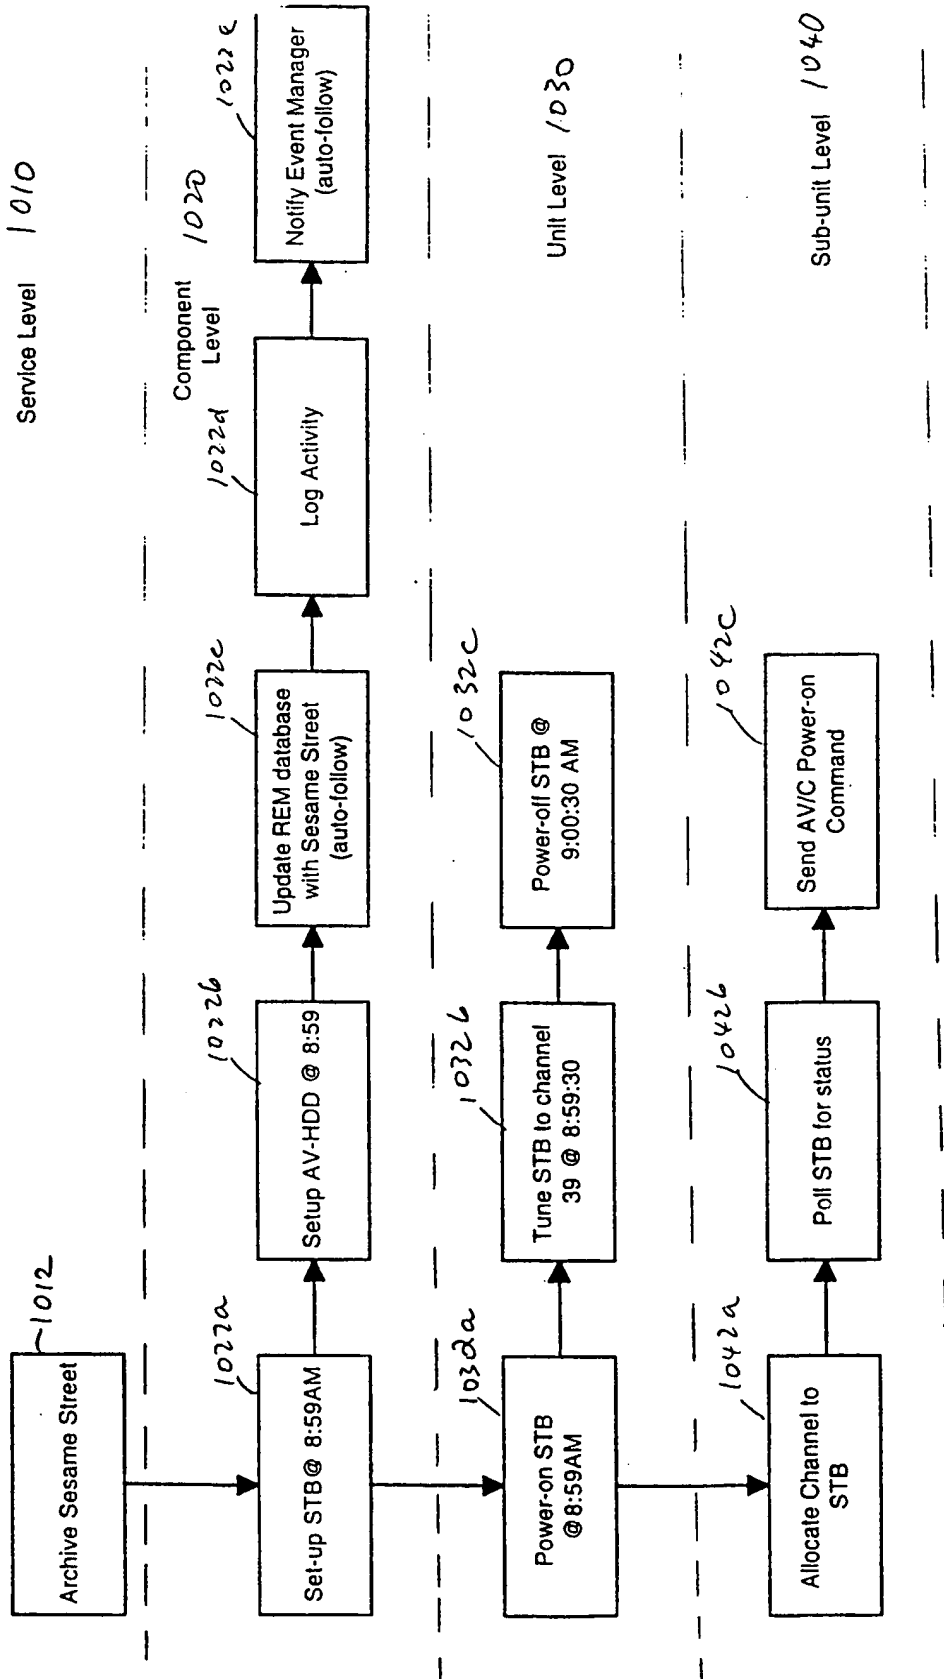 Service Level 1010
Archive Sesame Street
1012
Component
Level
1020
Set-up STB@ 8:59AM
1022a
Setup AV-HDD @ 8:59
1022b
Update REM database
with Sesame Street
(auto-follow)
1022c
Log Activity
1022d
Notify Event Manager
(auto-follow)
1022e
Unit Level 1030
Power-on STB
@8:59AM
1032a
Tune STB to channel
39 @ 8:59:30
1032b
Power-off STB @
9:00:30 AM
1032c
Sub-unit Level 1040
Allocate Channel to
STB
1042a
Poll STB for status
1042b
Send AV/C Power-on
Command
1042c